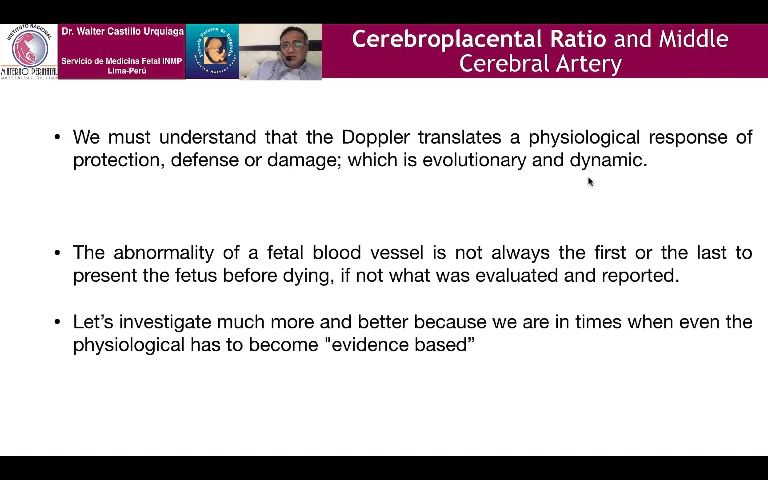 INSTITUTO NACIONAL
MATERNO PERINATAL
Dr. Walter Castillo Urquiaga
Servicio de Medicina Fetal INMP
Lima-Perú
Cerebroplacental Ratio and Middle
Cerebral Artery
• We must understand that the Doppler translates a physiological response of
protection, defense or damage; which is evolutionary and dynamic.
• The abnormality of a fetal blood vessel is not always the first or the last to
present the fetus before dying, if not what was evaluated and reported.
• Let's investigate much more and better because we are in times when even the
physiological has to become "evidence based”